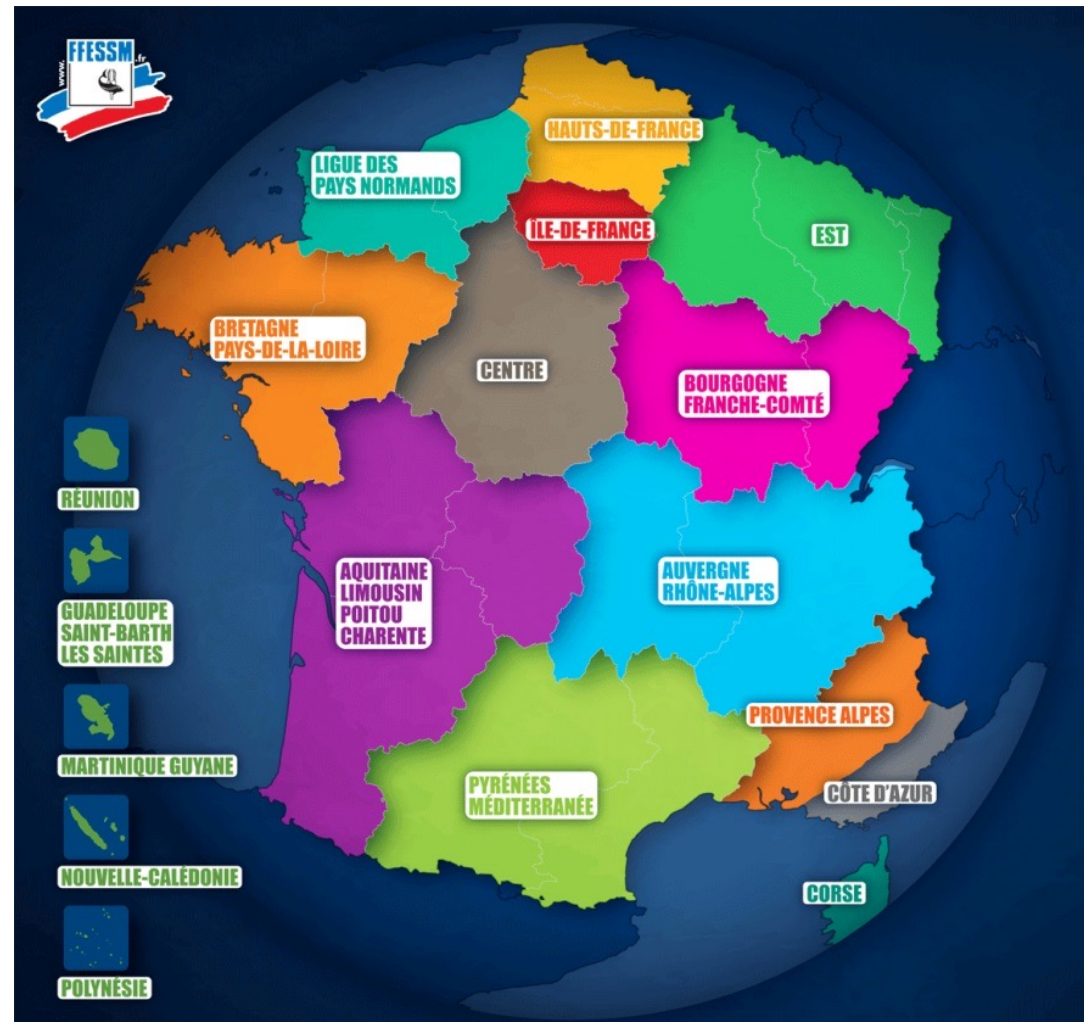 FFESSM
www.
.fr
HAUTS-DE-FRANCE
LIGUE DES
PAYS NORMANDS
ÎLE-DE-FRANCE
EST
BRETAGNE
PAYS-DE-LA-LOIRE
CENTRE
BOURGOGNE
FRANCHE-COMTÉ
RÉUNION
AQUITAINE
LIMOUSIN
POITOU
CHARENTE
AUVERGNE
RHÔNE-ALPES
GUADELOUPE
SAINT-BARTH
LES SAINTES
PROVENCE ALPES
MARTINIQUE GUYANE
PYRÉNÉES
MÉDITERRANÉE
CÔTE D'AZUR
NOUVELLE-CALÉDONIE
CORSE
POLYNÉSIE